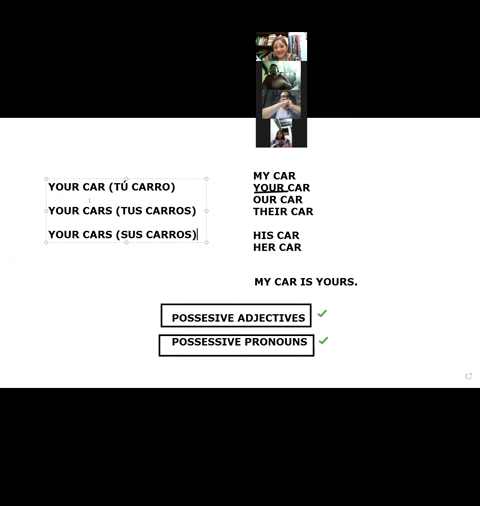 YOUR CAR (TÚ CARRO)
YOUR CARS (TUS CARROS)
YOUR CARS (SUS CARROS)
MY CAR
YOUR CAR
OUR CAR
THEIR CAR
HIS CAR
HER CAR
MY CAR IS YOURS.
POSSESIVE ADJECTIVES
POSSESSIVE PRONOUNS